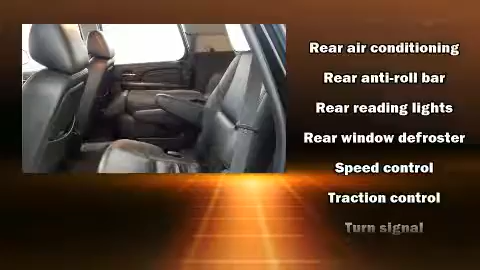 Rear air conditioning
Rear anti-roll bar
Rear reading lights
Rear window defroster
Speed control
Traction control
Turn signal